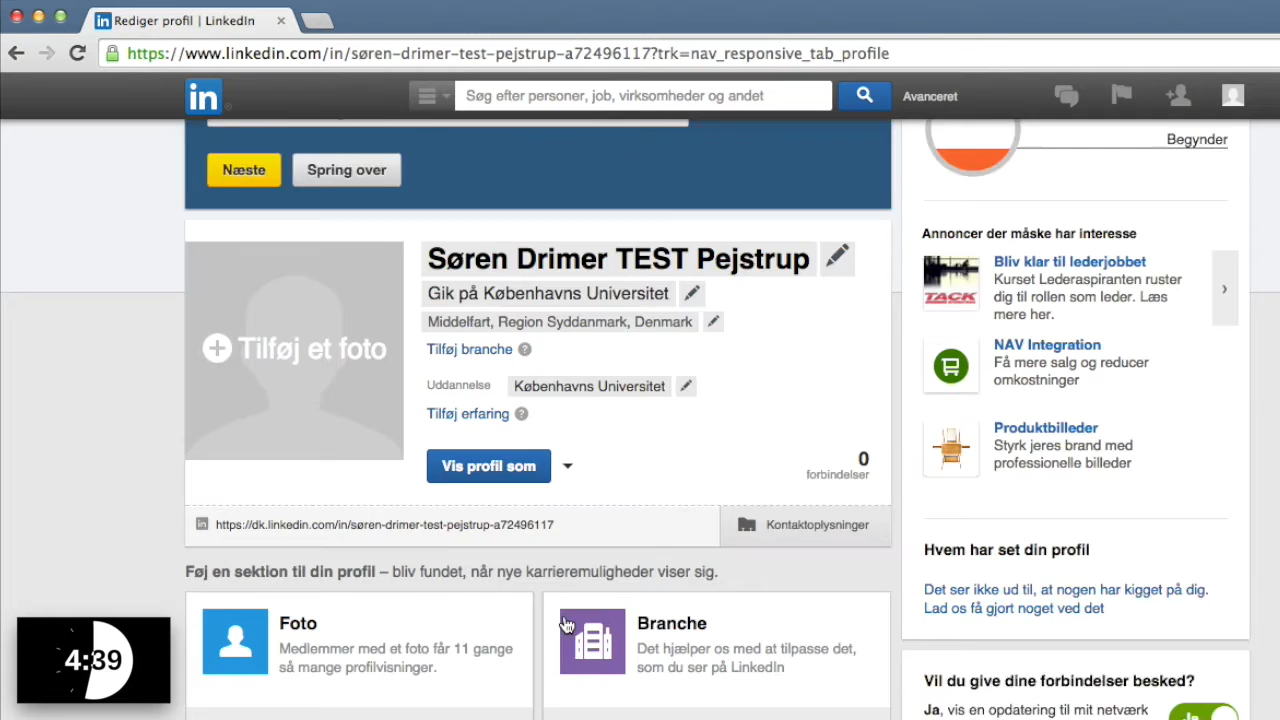 Rediger profil | LinkedIn
https://www.linkedin.com/in/søren-drimer-test-pejstrup-a72496117?trk=nav_responsive_tab_profile
in
Søg efter personer, job, virksomheder og andet
Avanceret
Næste
Spring over
Begynder
Tilføj et foto
Søren Drimer TEST Pejstrup
Gik på Københavns Universitet
Middelfart, Region Syddanmark, Denmark
Tilføj branche
Uddannelse
Københavns Universitet
Tilføj erfaring
Vis profil som
0
forbindelser
https://dk.linkedin.com/in/søren-drimer-test-pejstrup-a72496117
Kontaktoplysninger
Føj en sektion til din profil – bliv fundet, når nye karrieremuligheder viser sig.
Foto
Medlemmer med et foto får 11 gange
så mange profilvisninger.
Branche
Det hjælper os med at tilpasse det,
som du ser på LinkedIn
Annoncer der måske har interesse
TACK
Bliv klar til lederjobbet
Kurset Lederaspiranten ruster
dig til rollen som leder. Læs
mere her.
NAV Integration
Få mere salg og reducer
omkostninger
Produktbilleder
Styrk jeres brand med
professionelle billeder
Hvem har set din profil
Det ser ikke ud til, at nogen har kigget på dig.
Lad os få gjort noget ved det
Vil du give dine forbindelser besked?
Ja, vis en opdatering til mit netværk
Ja
4:39